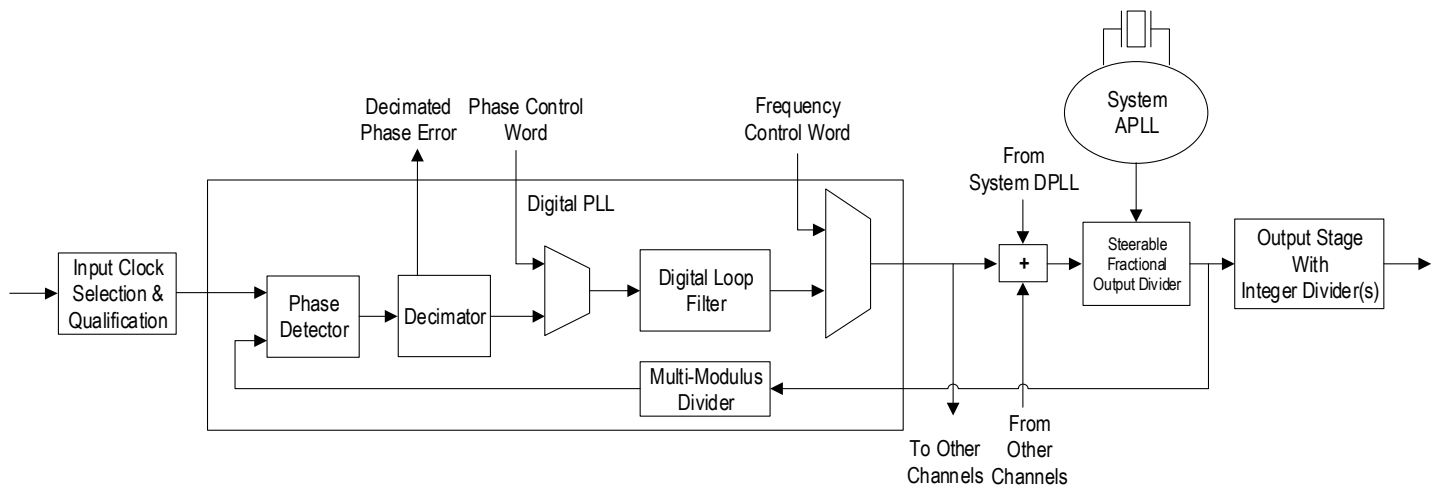 System
APLL
Decimated
Phase Error
Phase Control
Word
Frequency
Control Word
From
System DPLL
Digital PLL
Input Clock
Selection &
Qualification
Phase
Detector
Decimator
Digital Loop
Filter
+
Steerable
Fractional
Output Divider
Output Stage
With
Integer Divider(s)
Multi-Modulus
Divider
To Other
Channels
From
Other
Channels